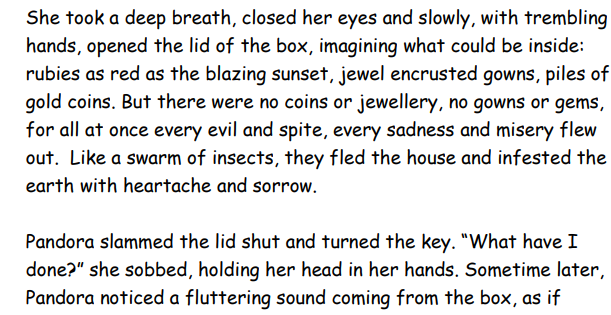 She took a deep breath, closed her eyes and slowly, with trembling
hands, opened the lid of the box, imagining what could be inside:
rubies as red as the blazing sunset, jewel encrusted gowns, piles of
gold coins. But there were no coins or jewellery, no gowns or gems,
for all at once every evil and spite, every sadness and misery flew
out.  Like a swarm of insects, they fled the house and infested the
earth with heartache and sorrow.

Pandora slammed the lid shut and turned the key. “What have I
done?” she sobbed, holding her head in her hands. Sometime later,
Pandora noticed a fluttering sound coming from the box, as if